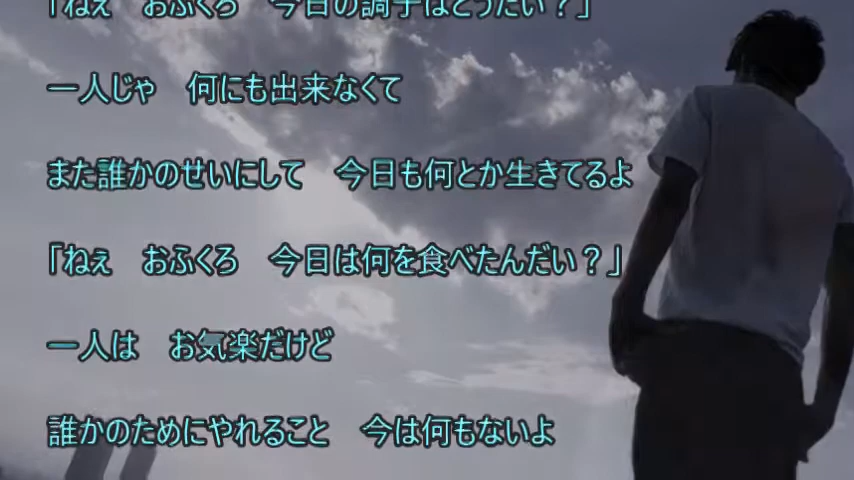 「ねぇ　おふくろ　今日の調子はどうだい？」
一人じゃ　何にも出来なくて
また誰かのせいにして　今日も何とか生きてるよ
「ねぇ　おふくろ　今日は何を食べたんだい？」
一人は　お気楽だけど
誰かのためにやれること　今は何もないよ